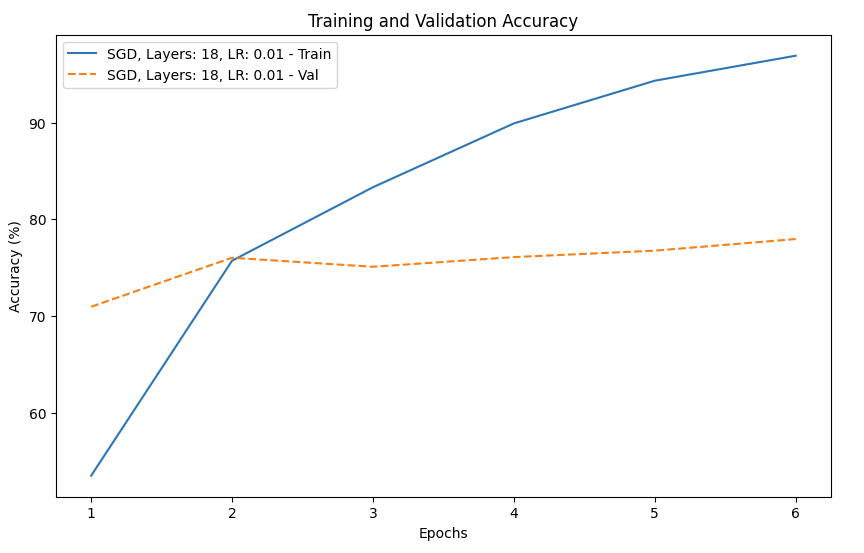 Training and Validation Accuracy
SGD, Layers: 18, LR: 0.01 - Train
SGD, Layers: 18, LR: 0.01 - Val
Accuracy (%)
90
80
70
60
1 2 3 4 5 6
Epochs